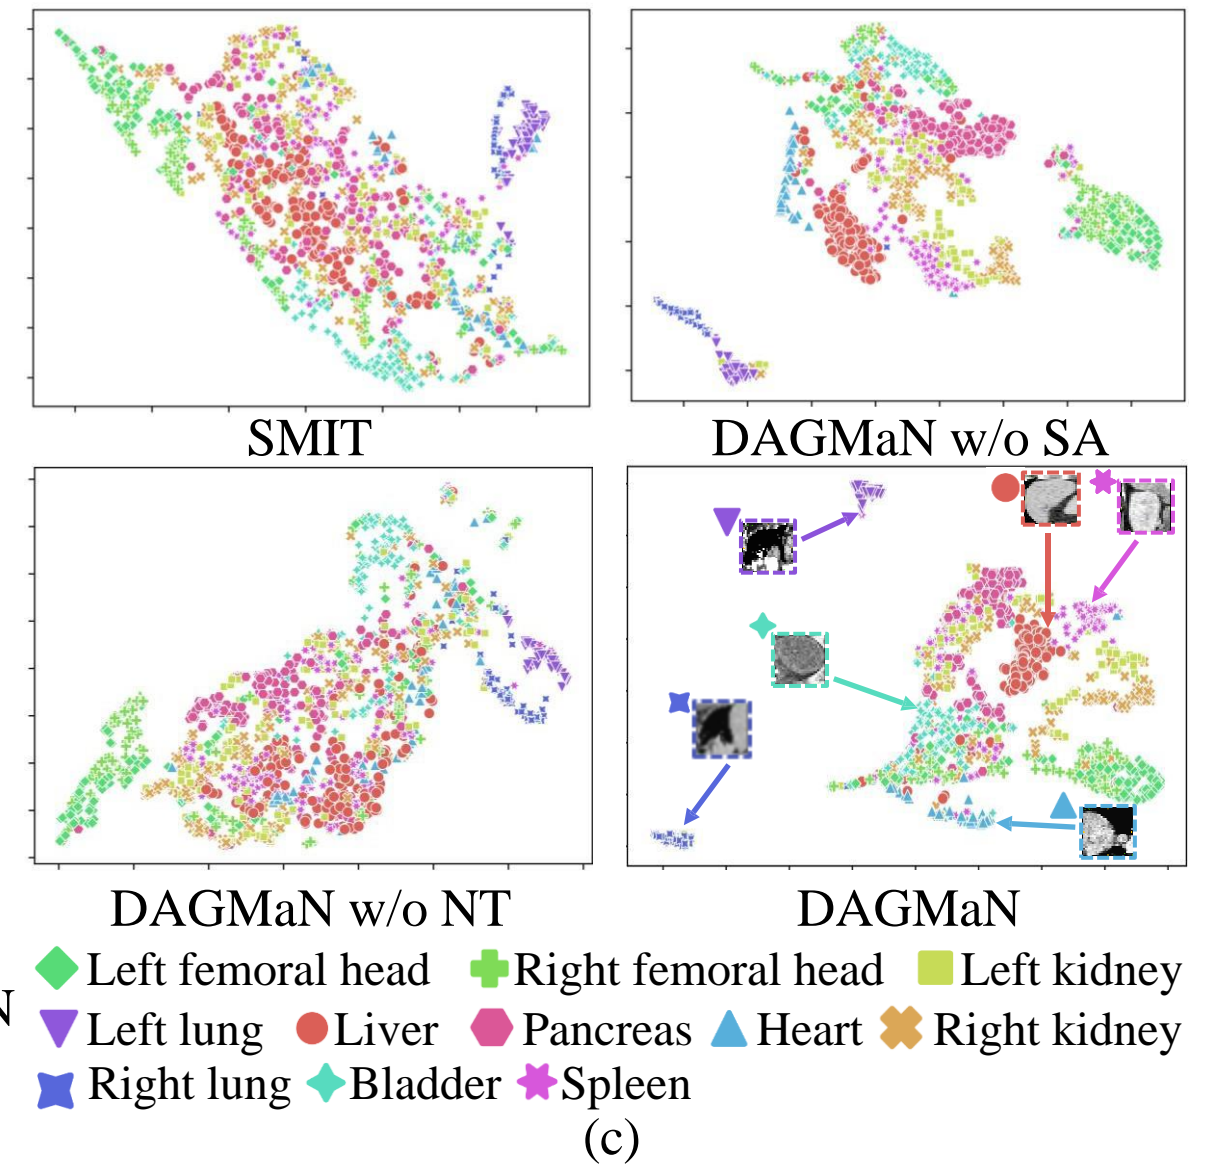 SMIT
DAGMaN w/o SA
DAGMaN w/o NT
DAGMaN
Left femoral head
Right femoral head
Left kidney
N
Left lung
Liver
Pancreas
Heart
Right kidney
Right lung
Bladder
Spleen
(c)